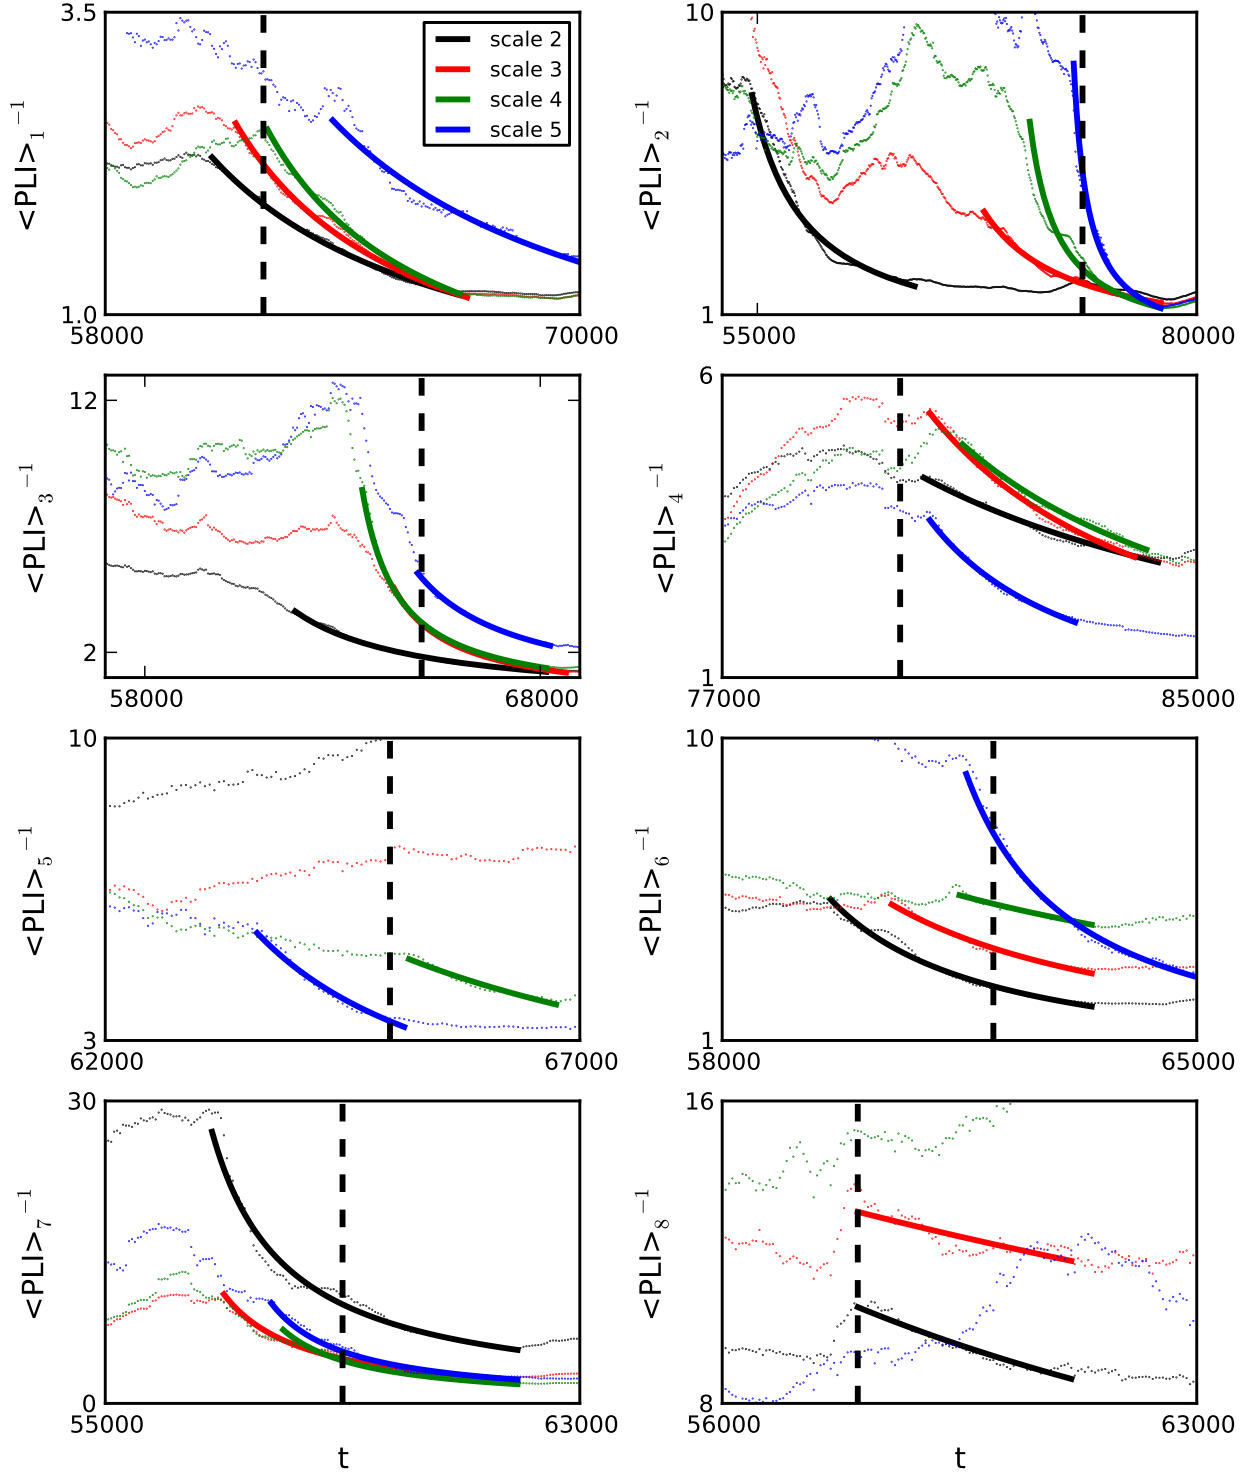 3.5
1.0
58000
70000
<PLI>₁⁻¹
scale 2
scale 3
scale 4
scale 5
10
1
55000
80000
<PLI>₂⁻¹
12
2
58000
68000
<PLI>₃⁻¹
6
1
77000
85000
<PLI>₄⁻¹
10
3
62000
67000
<PLI>₅⁻¹
10
1
58000
65000
<PLI>₆⁻¹
30
0
55000
63000
<PLI>₇⁻¹
t
16
8
56000
63000
<PLI>₈⁻¹
t